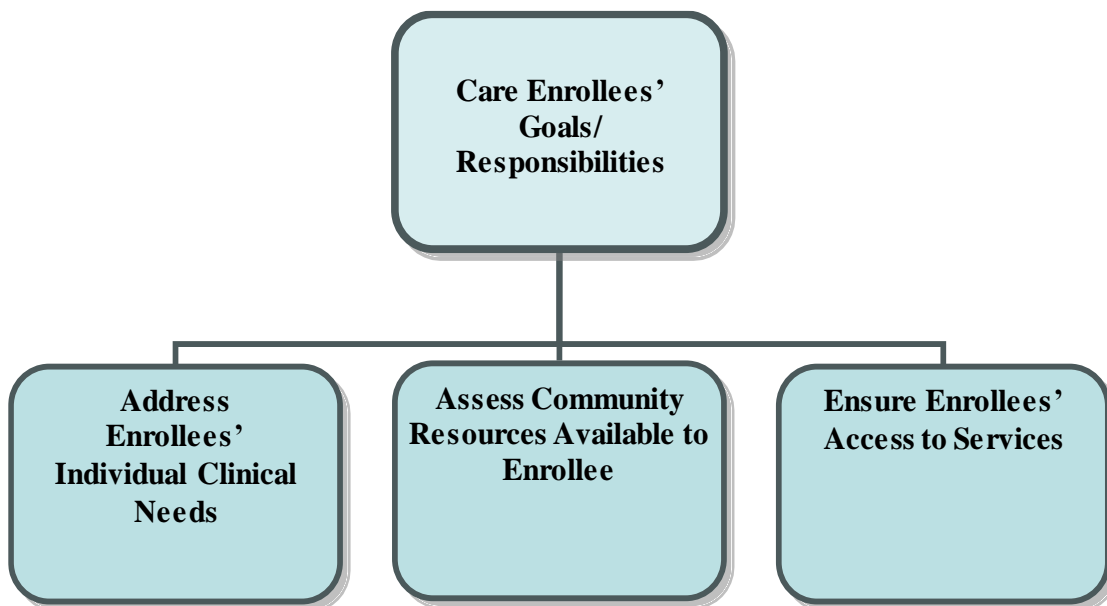 Care Enrollees’
Goals/
Responsibilities
Address
Enrollees’
Individual Clinical
Needs
Assess Community
Resources Available to
Enrollee
Ensure Enrollees’
Access to Services